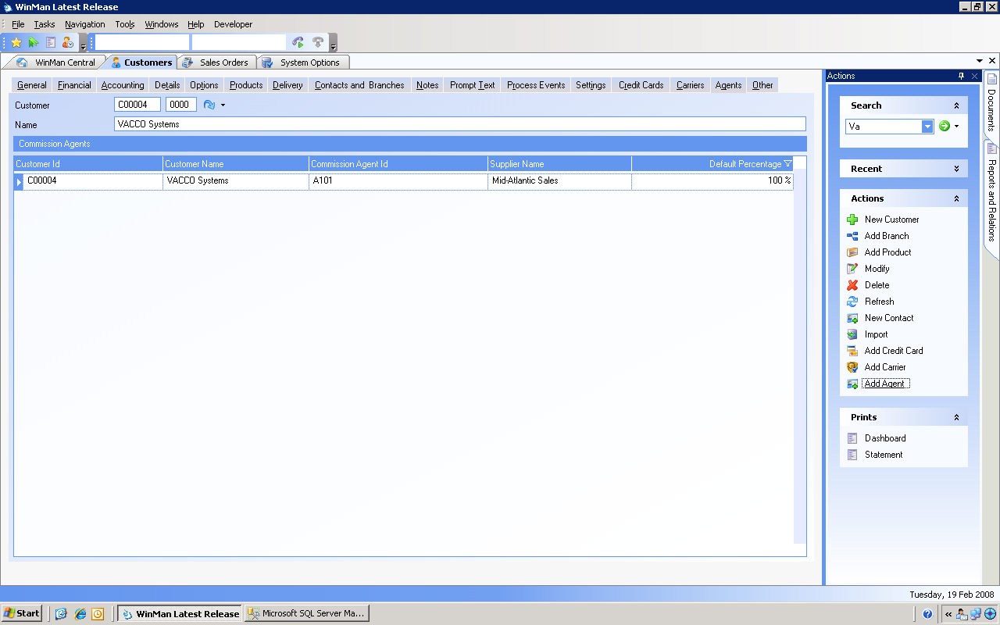 WinMan Latest Release
File Tasks Navigation Tools Windows Help Developer
WinMan Central Customers Sales Orders System Options
General Financial Accounting Details Options Products Delivery Contacts and Branches Notes Prompt Text Process Events Settings Credit Cards Carriers Agents Other
Customer C00004 0000
Name VACCO Systems
Commission Agents
Customer Id Customer Name Commission Agent Id Supplier Name Default Percentage
C00004 VACCO Systems A101 Mid-Atlantic Sales 100 %
Actions
Search
Va
Recent
Actions
New Customer
Add Branch
Add Product
Modify
Delete
Refresh
New Contact
Import
Add Credit Card
Add Carrier
Add Agent
Prints
Dashboard
Statement
Documents
Reports and Relations
Tuesday, 19 Feb 2008
Start WinMan Latest Release Microsoft SQL Server Ma...